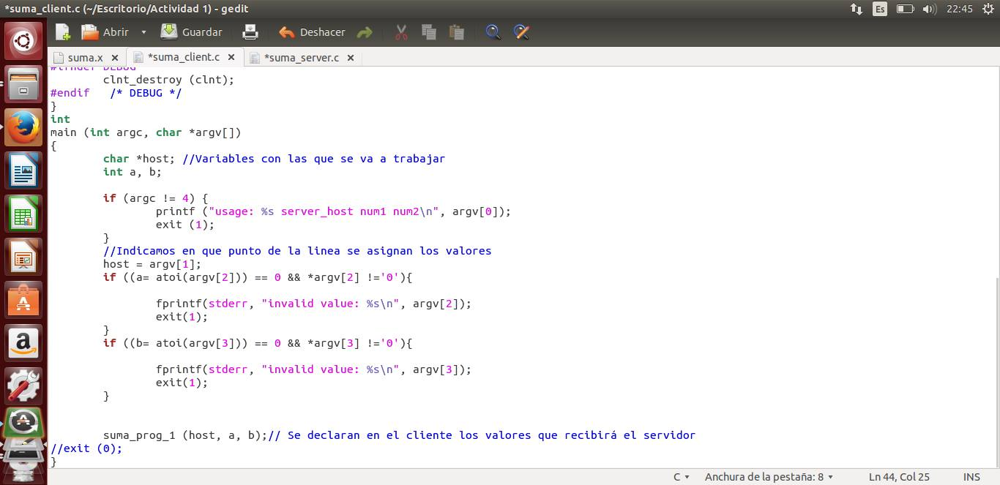 *suma_client.c (~/Escritorio/Actividad 1) - gedit
Es
22:45
Abrir
Guardar
Deshacer
suma.x
*suma_client.c
*suma_server.c
#ifndef DEBUG
clnt_destroy (clnt);
#endif /* DEBUG */
}
int
main (int argc, char *argv[])
{
char *host; //Variables con las que se va a trabajar
int a, b;
if (argc != 4) {
printf ("usage: %s server_host num1 num2\n", argv[0]);
exit (1);
}
//Indicamos en que punto de la linea se asignan los valores
host = argv[1];
if ((a= atoi(argv[2])) == 0 && *argv[2] !='0'){
fprintf(stderr, "invalid value: %s\n", argv[2]);
exit(1);
}
if ((b= atoi(argv[3])) == 0 && *argv[3] !='0'){
fprintf(stderr, "invalid value: %s\n", argv[3]);
exit(1);
}
suma_prog_1 (host, a, b);// Se declaran en el cliente los valores que recibirá el servidor
//exit (0);
}
C
Anchura de la pestaña: 8
Ln 44, Col 25
INS